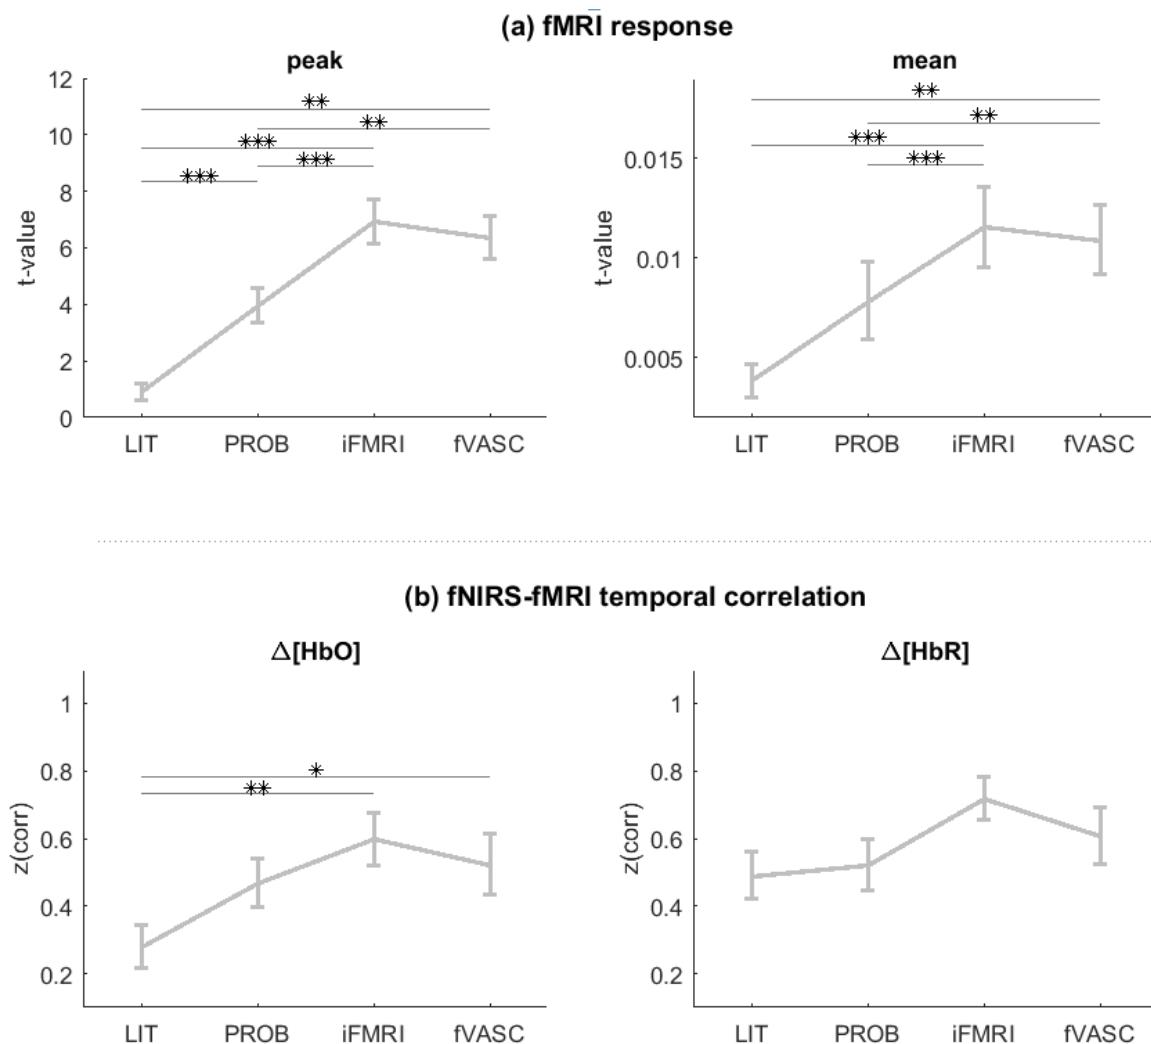 (a) fMRI response
peak
12
10
8
6
4
2
0
t-value
** 
**
***
***
***
LIT PROB iFMRI fVASC
mean
0.015
0.01
0.005
t-value
**
**
***
***
LIT PROB iFMRI fVASC
(b) fNIRS-fMRI temporal correlation
Δ[HbO]
1
0.8
0.6
0.4
0.2
z(corr)
*
**
LIT PROB iFMRI fVASC
Δ[HbR]
1
0.8
0.6
0.4
0.2
z(corr)
LIT PROB iFMRI fVASC